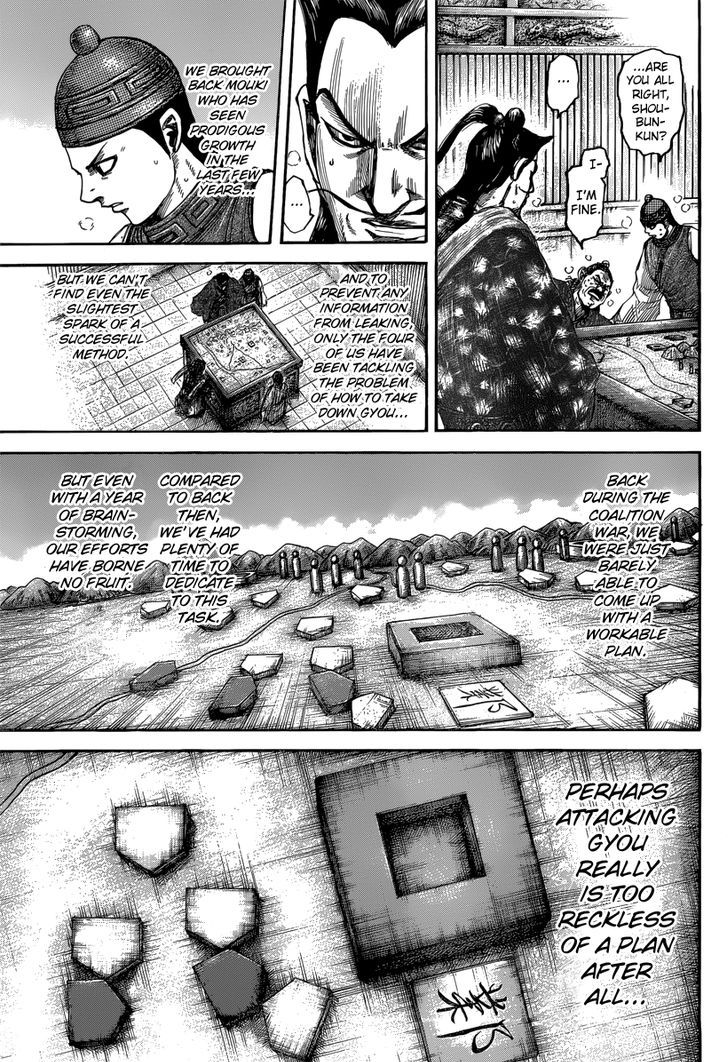 ...ARE
YOU ALL
RIGHT,
SHOU-
BUN-
KUN?
...
I-
I'M
FINE.
...
WE BROUGHT
BACK MOUKI
WHO HAS
SEEN
PRODIGOUS
GROWTH
IN THE
LAST FEW
YEARS...
AND TO
PREVENT ANY
INFORMATION
FROM LEAKING,
ONLY THE FOUR
OF US HAVE
BEEN TACKLING
THE PROBLEM
OF HOW TO TAKE
DOWN GYOU...
BUT WE CAN'T
FIND EVEN THE
SLIGHTEST
SPARK OF A
SUCCESSFUL
METHOD.
BACK
DURING THE
COALITION
WAR, WE
WERE JUST
BARELY
ABLE TO
COME UP
WITH A
WORKABLE
PLAN.
COMPARED
TO BACK
THEN,
WE'VE HAD
PLENTY OF
TIME TO
DEDICATE
TO THIS
TASK.
BUT EVEN
WITH A YEAR
OF BRAIN-
STORMING,
OUR EFFORTS
HAVE BORNE
NO FRUIT.
PERHAPS
ATTACKING
GYOU
REALLY
IS TOO
RECKLESS
OF A PLAN
AFTER
ALL...